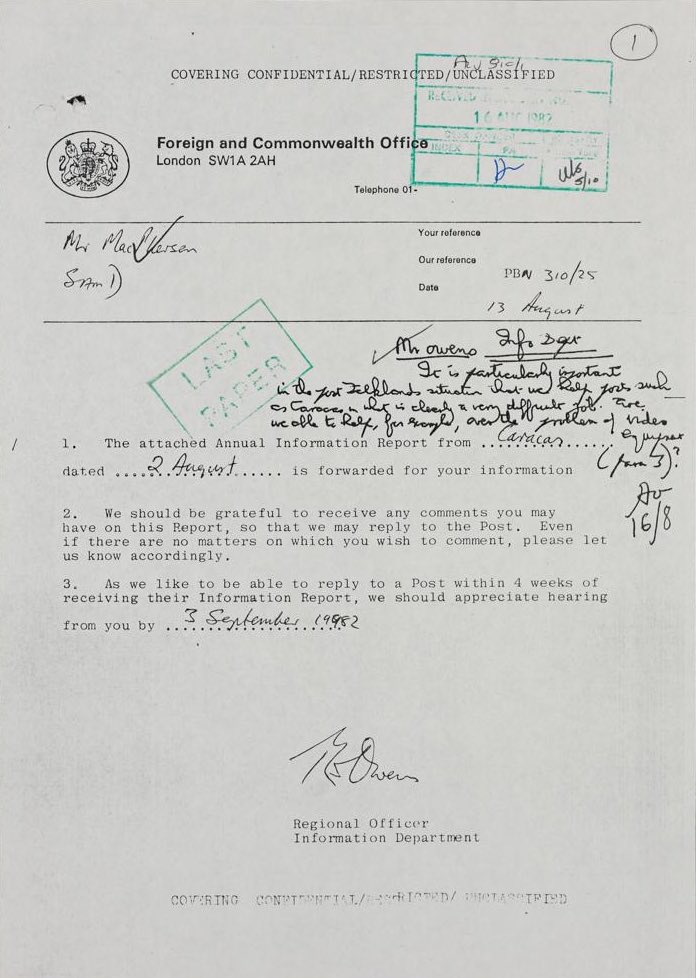 1
COVERING CONFIDENTIAL/RESTRICTED/UNCLASSIFIED
RECEIVED
16 AUG 1982
INDEX PA
5/10
Foreign and Commonwealth Office
London SW1A 2AH
Telephone 01-
Mr MacPhersen
SAmD
Your reference
Our reference PBN 310/25
Date 13 August
LAST
PAPER
Mr Owens Info Dept
It is particularly important
in the post Falklands situation that we help posts such
as Caracas in what is clearly a very difficult job. Are
we able to help, for example, over the problem of video
equipment
(para 3)?
16/8
/ 1. The attached Annual Information Report from ..Caracas......
dated ....2 August...... is forwarded for your information
2. We should be grateful to receive any comments you may
have on this Report, so that we may reply to the Post. Even
if there are no matters on which you wish to comment, please let
us know accordingly.
3. As we like to be able to reply to a Post within 4 weeks of
receiving their Information Report, we should appreciate hearing
from you by ..3 September 1982
Owens
Regional Officer
Information Department
COVERING CONFIDENTIAL/RESTRICTED/ UNCLASSIFIED